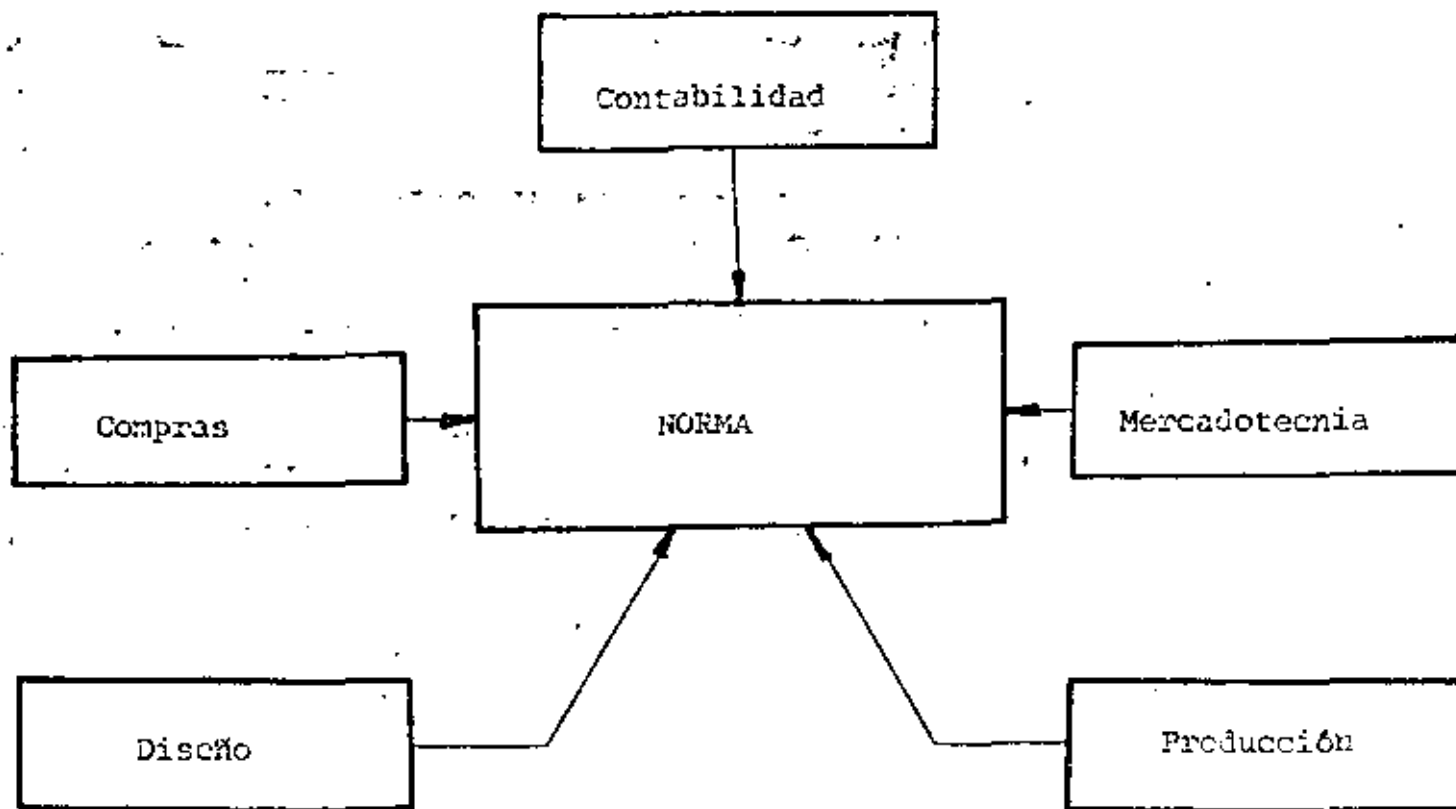 Contabilidad
Compras
NORMA
Mercadotecnia
Diseño
Producción